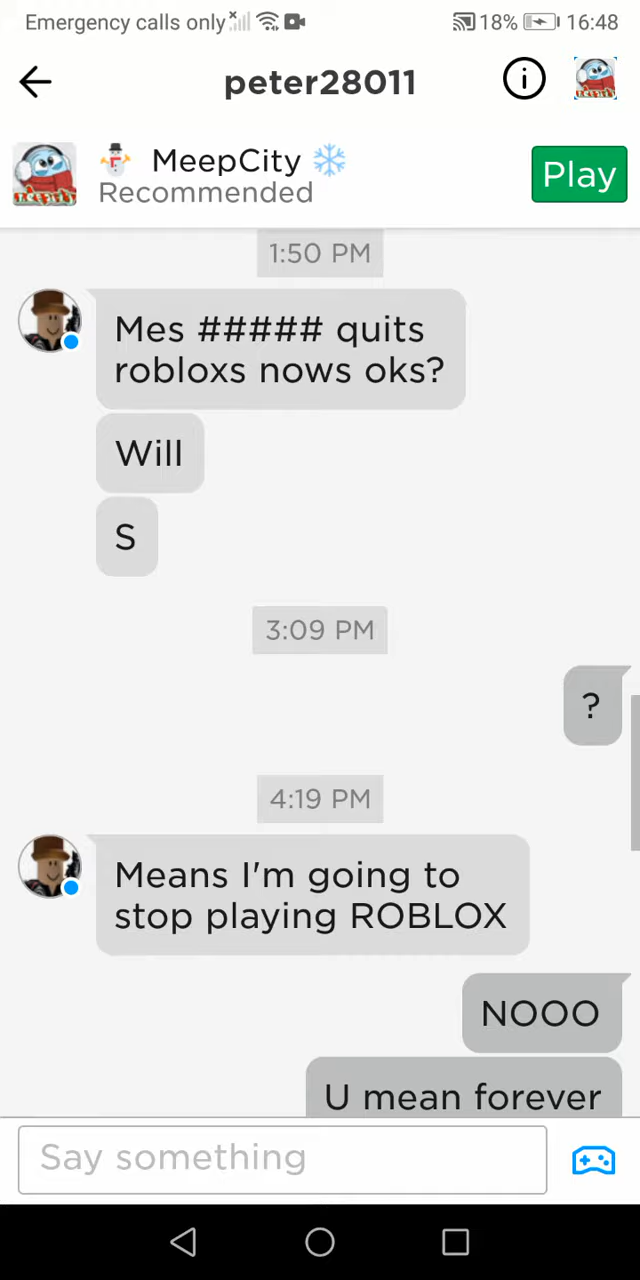 Emergency calls only 18% 16:48
peter28011
MeepCity
Recommended
Play
1:50 PM
Mes ##### quits
robloxs nows oks?
Will
S
3:09 PM
?
4:19 PM
Means I'm going to
stop playing ROBLOX
NOOO
U mean forever
Say something